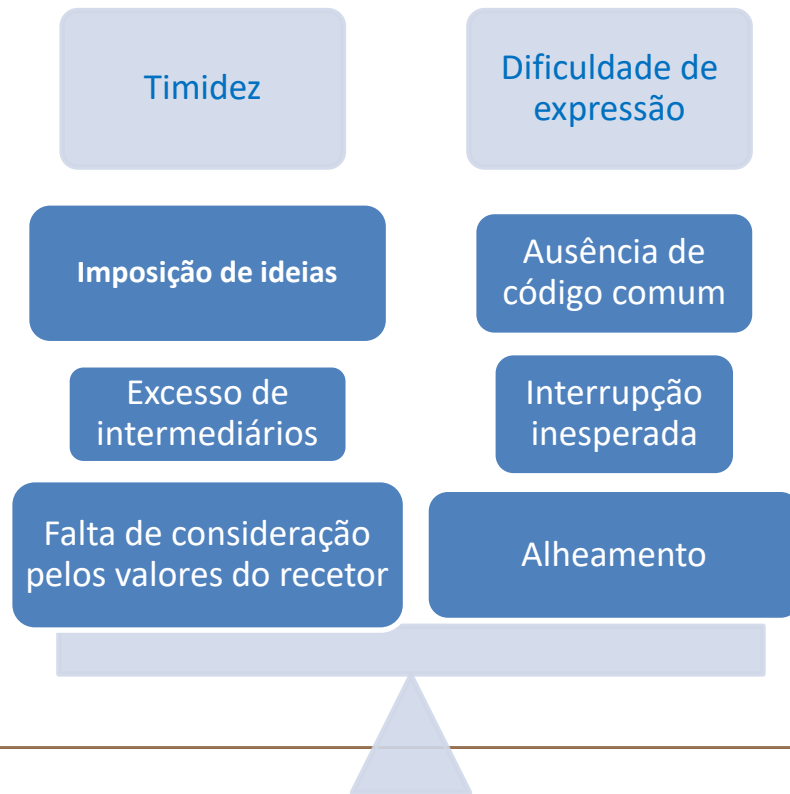 Timidez
Dificuldade de
expressão
Imposição de ideias
Ausência de
código comum
Excesso de
intermediários
Interrupção
inesperada
Falta de consideração
pelos valores do recetor
Alheamento